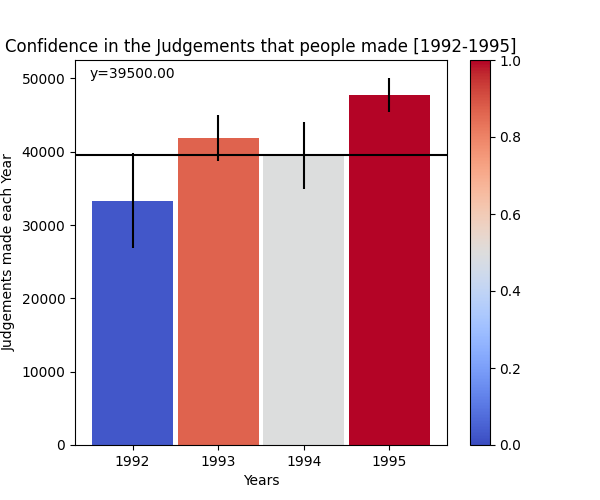 Confidence in the Judgements that people made [1992-1995]
y=39500.00
Judgements made each Year
50000
40000
30000
20000
10000
0
1992 1993 1994 1995
Years
1.0
0.8
0.6
0.4
0.2
0.0